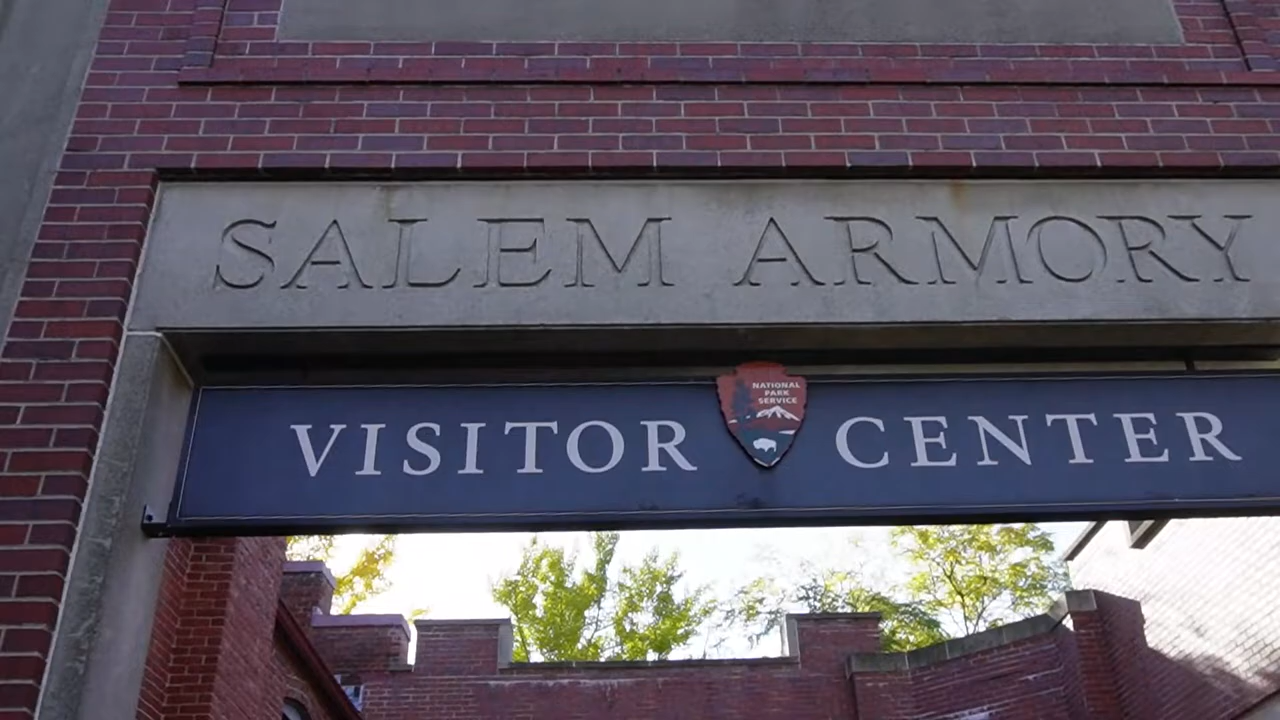 SALEM ARMORY
VISITOR CENTER
NATIONAL
PARK
SERVICE